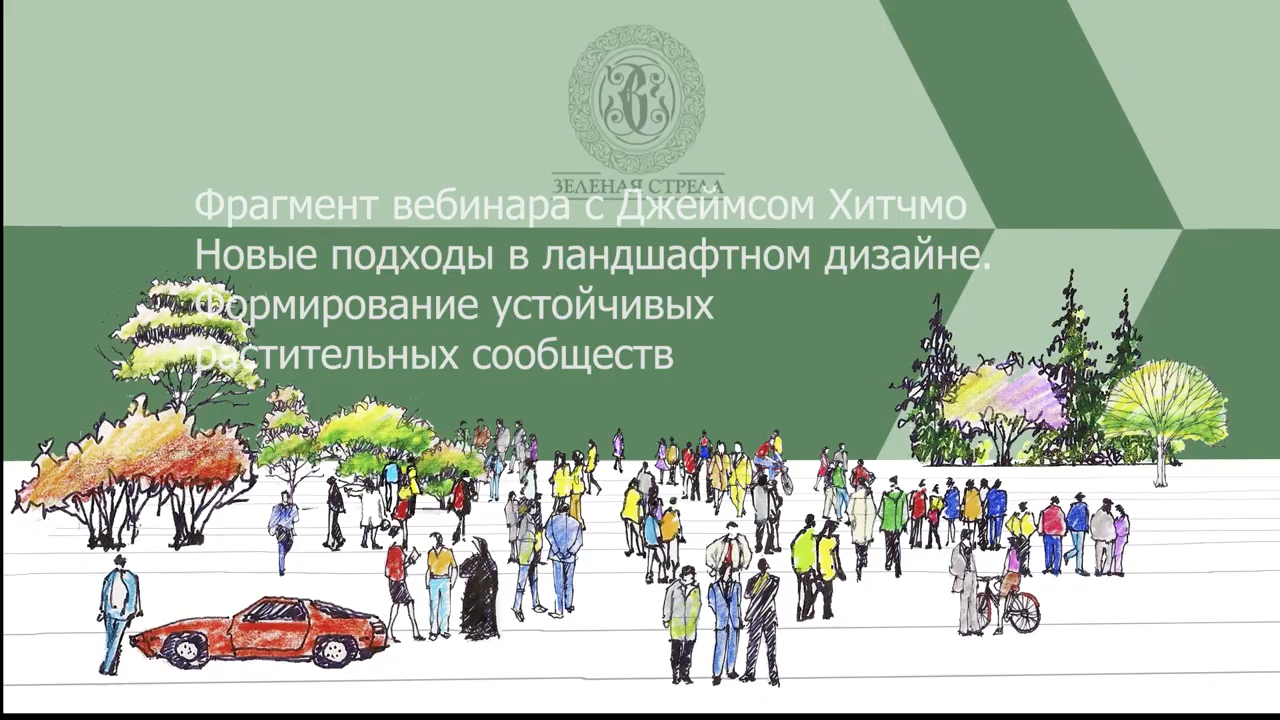 ЗЕЛЕНАЯ СТРЕЛА
Фрагмент вебинара с Джеймсом Хитчмо
Новые подходы в ландшафтном дизайне.
Формирование устойчивых
растительных сообществ